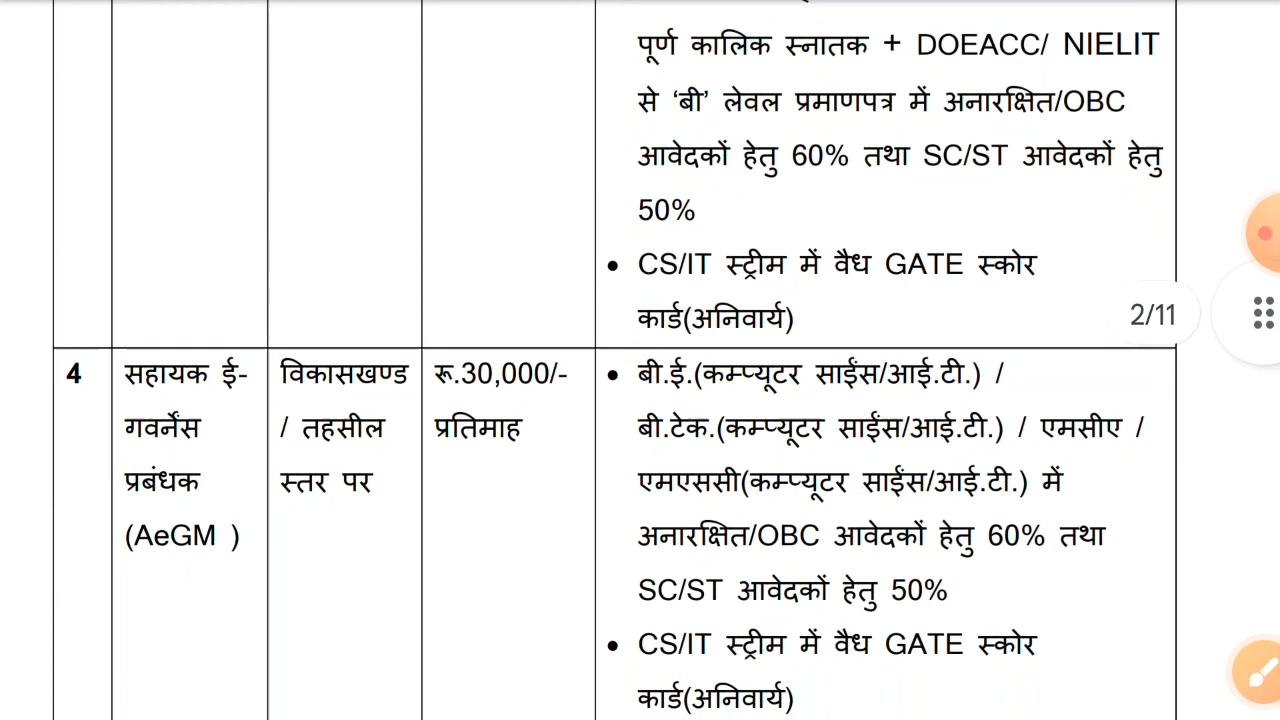 पूर्ण कालिक स्नातक + DOEACC/ NIELIT
से ‘बी’ लेवल प्रमाणपत्र में अनारक्षित/OBC
आवेदकों हेतु 60% तथा SC/ST आवेदकों हेतु
50%
• CS/IT स्ट्रीम में वैध GATE स्कोर
कार्ड(अनिवार्य)
2/11
4
सहायक ई-
गवर्नेंस
प्रबंधक
(AeGM )
विकासखण्ड
/ तहसील
स्तर पर
रू.30,000/-
प्रतिमाह
• बी.ई.(कम्प्यूटर साईंस/आई.टी.) /
बी.टेक.(कम्प्यूटर साईंस/आई.टी.) / एमसीए /
एमएससी(कम्प्यूटर साईंस/आई.टी.) में
अनारक्षित/OBC आवेदकों हेतु 60% तथा
SC/ST आवेदकों हेतु 50%
• CS/IT स्ट्रीम में वैध GATE स्कोर
कार्ड(अनिवार्य)